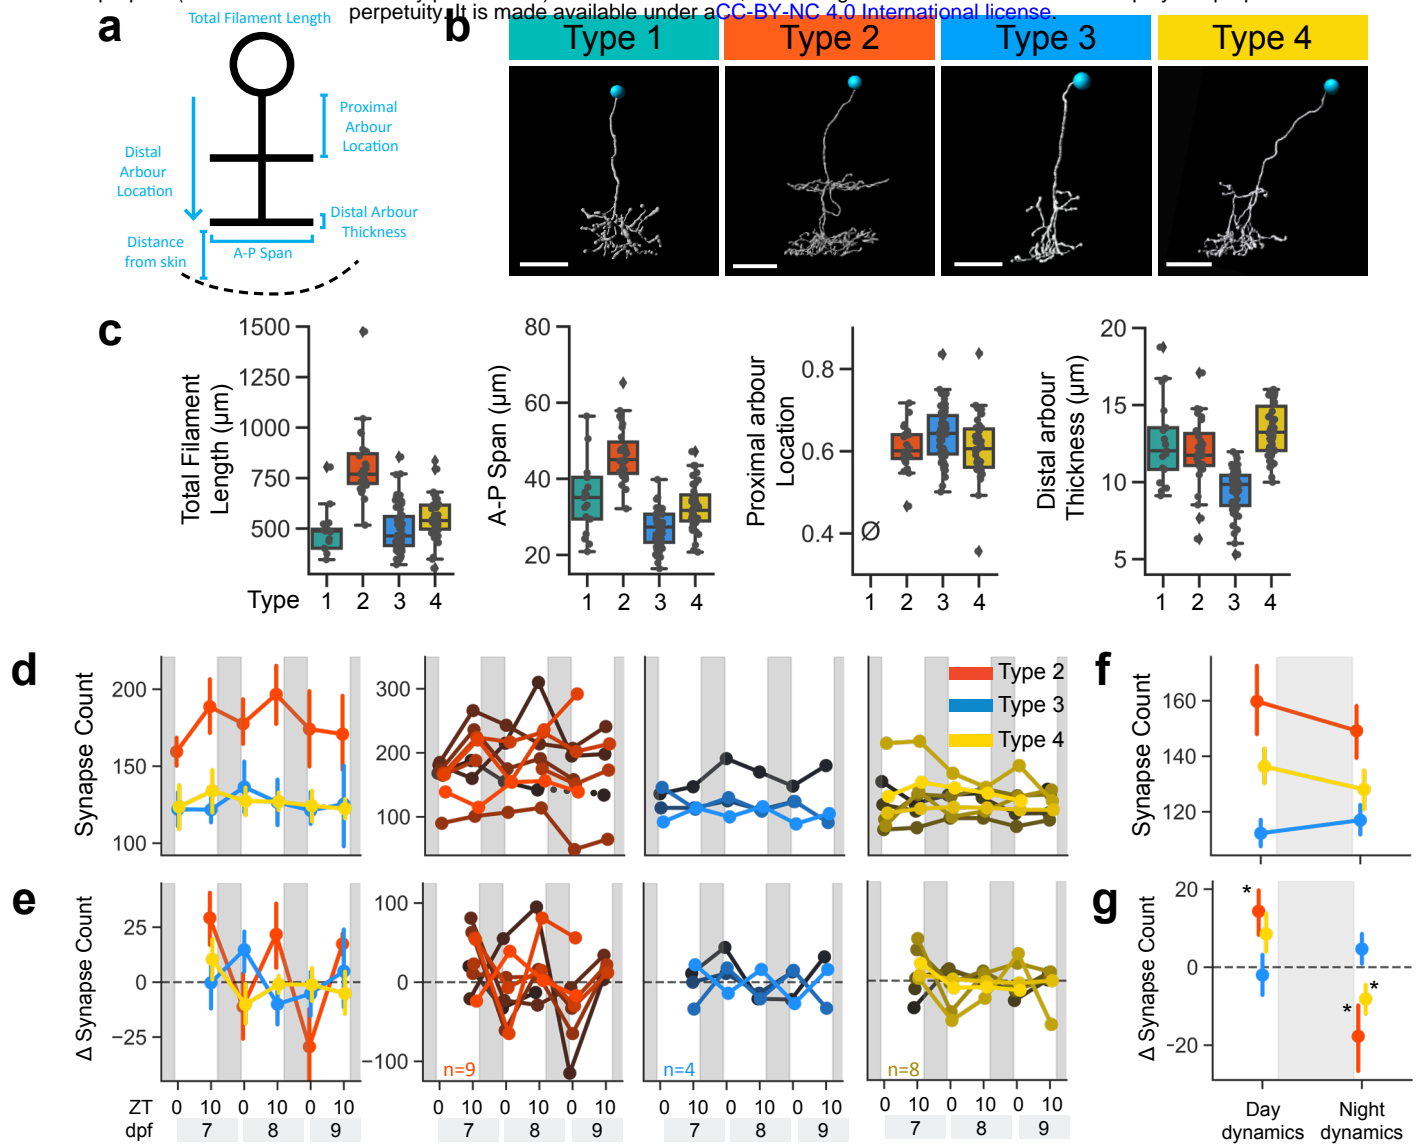 perpetuity. It is made available under aCC-BY-NC 4.0 International license.
a
Total Filament Length
Proximal
Arbour
Location
Distal
Arbour
Location
Distal Arbour
Thickness
Distance
from skin
A-P Span
b
Type 1
Type 2
Type 3
Type 4
c
Total Filament
Length (µm)
1500
1250
1000
750
500
Type
1 2 3 4
A-P Span (µm)
80
60
40
20
1 2 3 4
Proximal arbour
Location
0.8
0.6
0.4
Ø
1 2 3 4
Distal arbour
Thickness (µm)
20
15
10
5
1 2 3 4
d
Synapse Count
200
150
100
300
200
100
Type 2
Type 3
Type 4
e
Δ Synapse Count
25
0
−25
100
0
−100
n=9
n=4
n=8
ZT
0 10 0 10 0 10
0 10 0 10 0 10
0 10 0 10 0 10
0 10 0 10 0 10
dpf
7 8 9
7 8 9
7 8 9
7 8 9
f
Synapse Count
160
140
120
g
Δ Synapse Count
20
0
−20
*
*
*
Day
dynamics
Night
dynamics